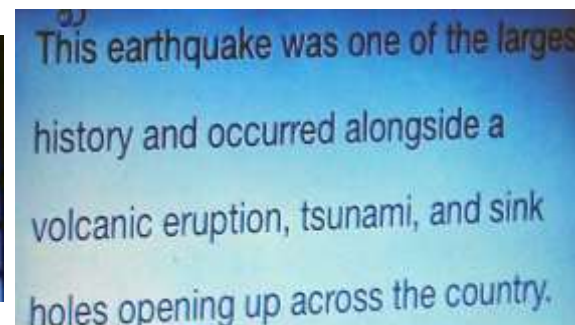 This earthquake was one of the larges
history and occurred alongside a
volcanic eruption, tsunami, and sink
holes opening up across the country.